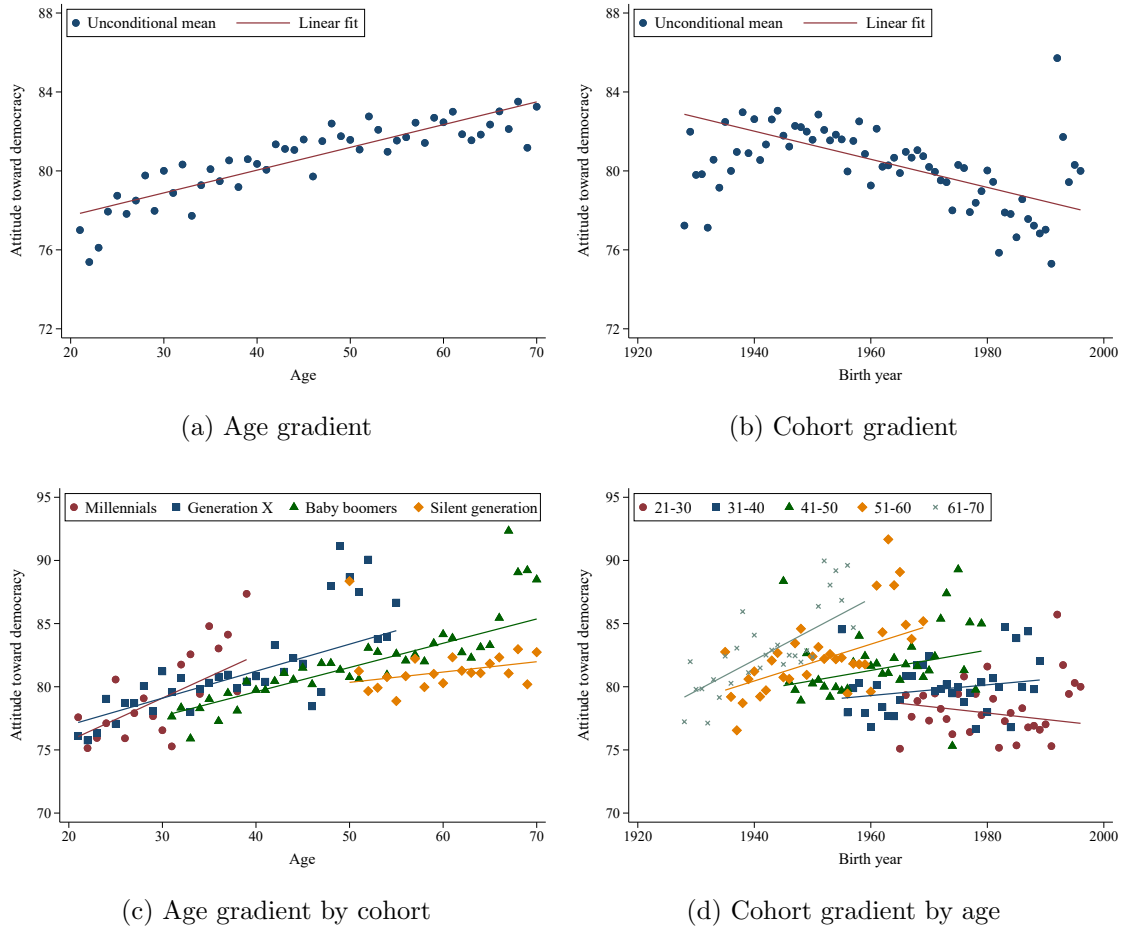 Unconditional mean Linear fit
88
84
80
76
72
Attitude toward democracy
20 30 40 50 60 70
Age
(a) Age gradient
Unconditional mean Linear fit
88
84
80
76
72
Attitude toward democracy
1920 1940 1960 1980 2000
Birth year
(b) Cohort gradient
Millennials Generation X Baby boomers Silent generation
95
90
85
80
75
70
Attitude toward democracy
20 30 40 50 60 70
Age
(c) Age gradient by cohort
21-30 31-40 41-50 51-60 61-70
95
90
85
80
75
70
Attitude toward democracy
1920 1940 1960 1980 2000
Birth year
(d) Cohort gradient by age